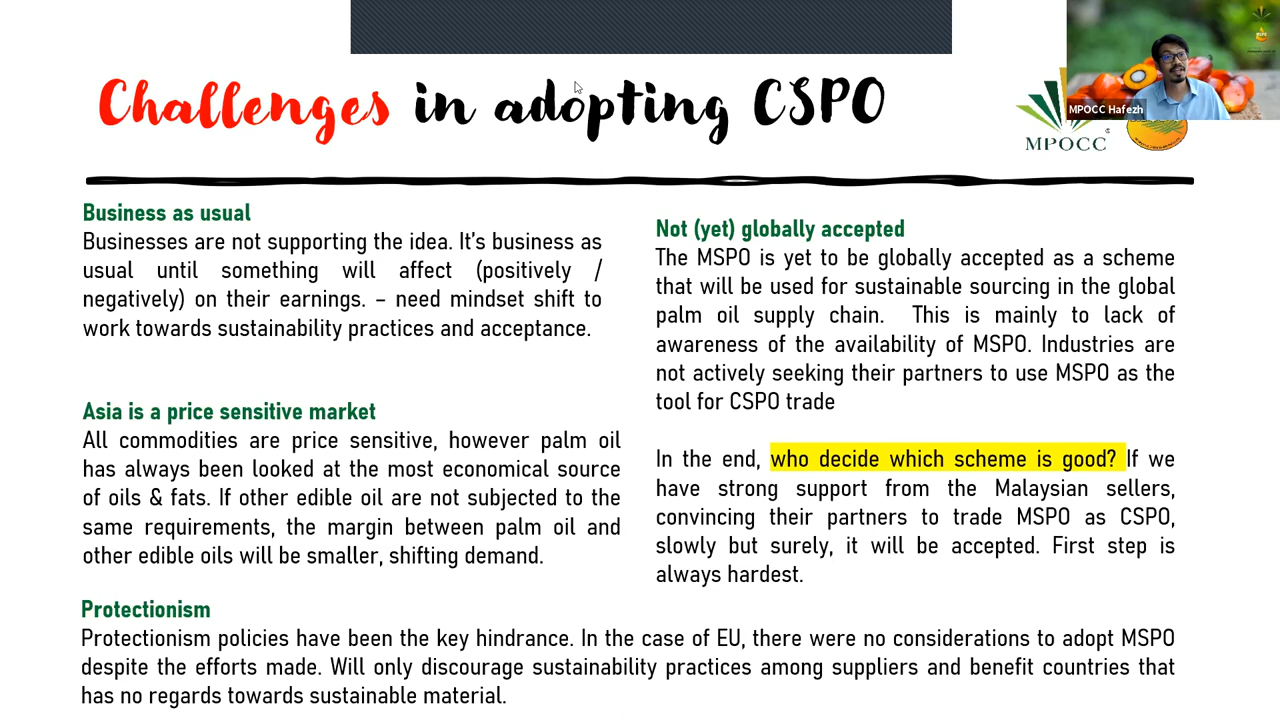 Challenges in adopting CSPO
MPOCC Hafezh
MPOCC
Business as usual
Businesses are not supporting the idea. It's business as
usual until something will affect (positively /
negatively) on their earnings. – need mindset shift to
work towards sustainability practices and acceptance.
Asia is a price sensitive market
All commodities are price sensitive, however palm oil
has always been looked at the most economical source
of oils & fats. If other edible oil are not subjected to the
same requirements, the margin between palm oil and
other edible oils will be smaller, shifting demand.
Not (yet) globally accepted
The MSPO is yet to be globally accepted as a scheme
that will be used for sustainable sourcing in the global
palm oil supply chain. This is mainly to lack of
awareness of the availability of MSPO. Industries are
not actively seeking their partners to use MSPO as the
tool for CSPO trade
In the end, who decide which scheme is good? If we
have strong support from the Malaysian sellers,
convincing their partners to trade MSPO as CSPO,
slowly but surely, it will be accepted. First step is
always hardest.
Protectionism
Protectionism policies have been the key hindrance. In the case of EU, there were no considerations to adopt MSPO
despite the efforts made. Will only discourage sustainability practices among suppliers and benefit countries that
has no regards towards sustainable material.